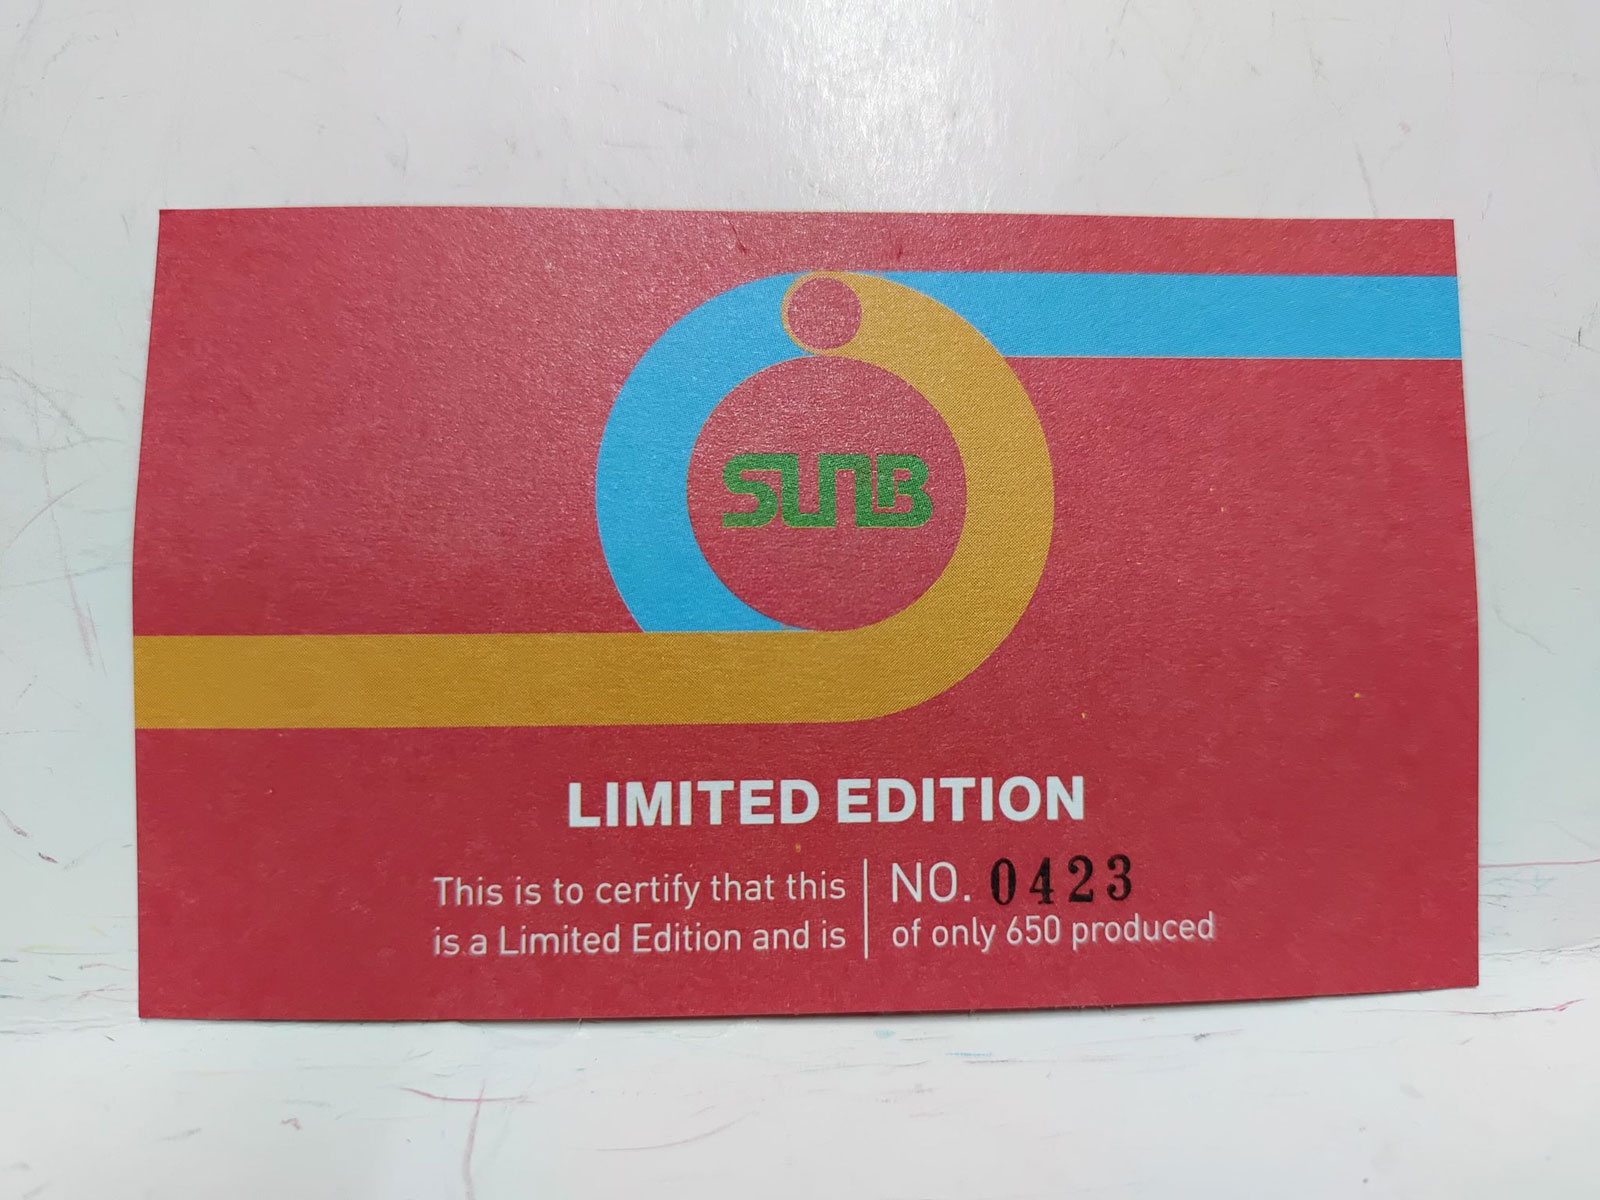 SUNB
LIMITED EDITION
This is to certify that this
is a Limited Edition and is
NO. 0423
of only 650 produced